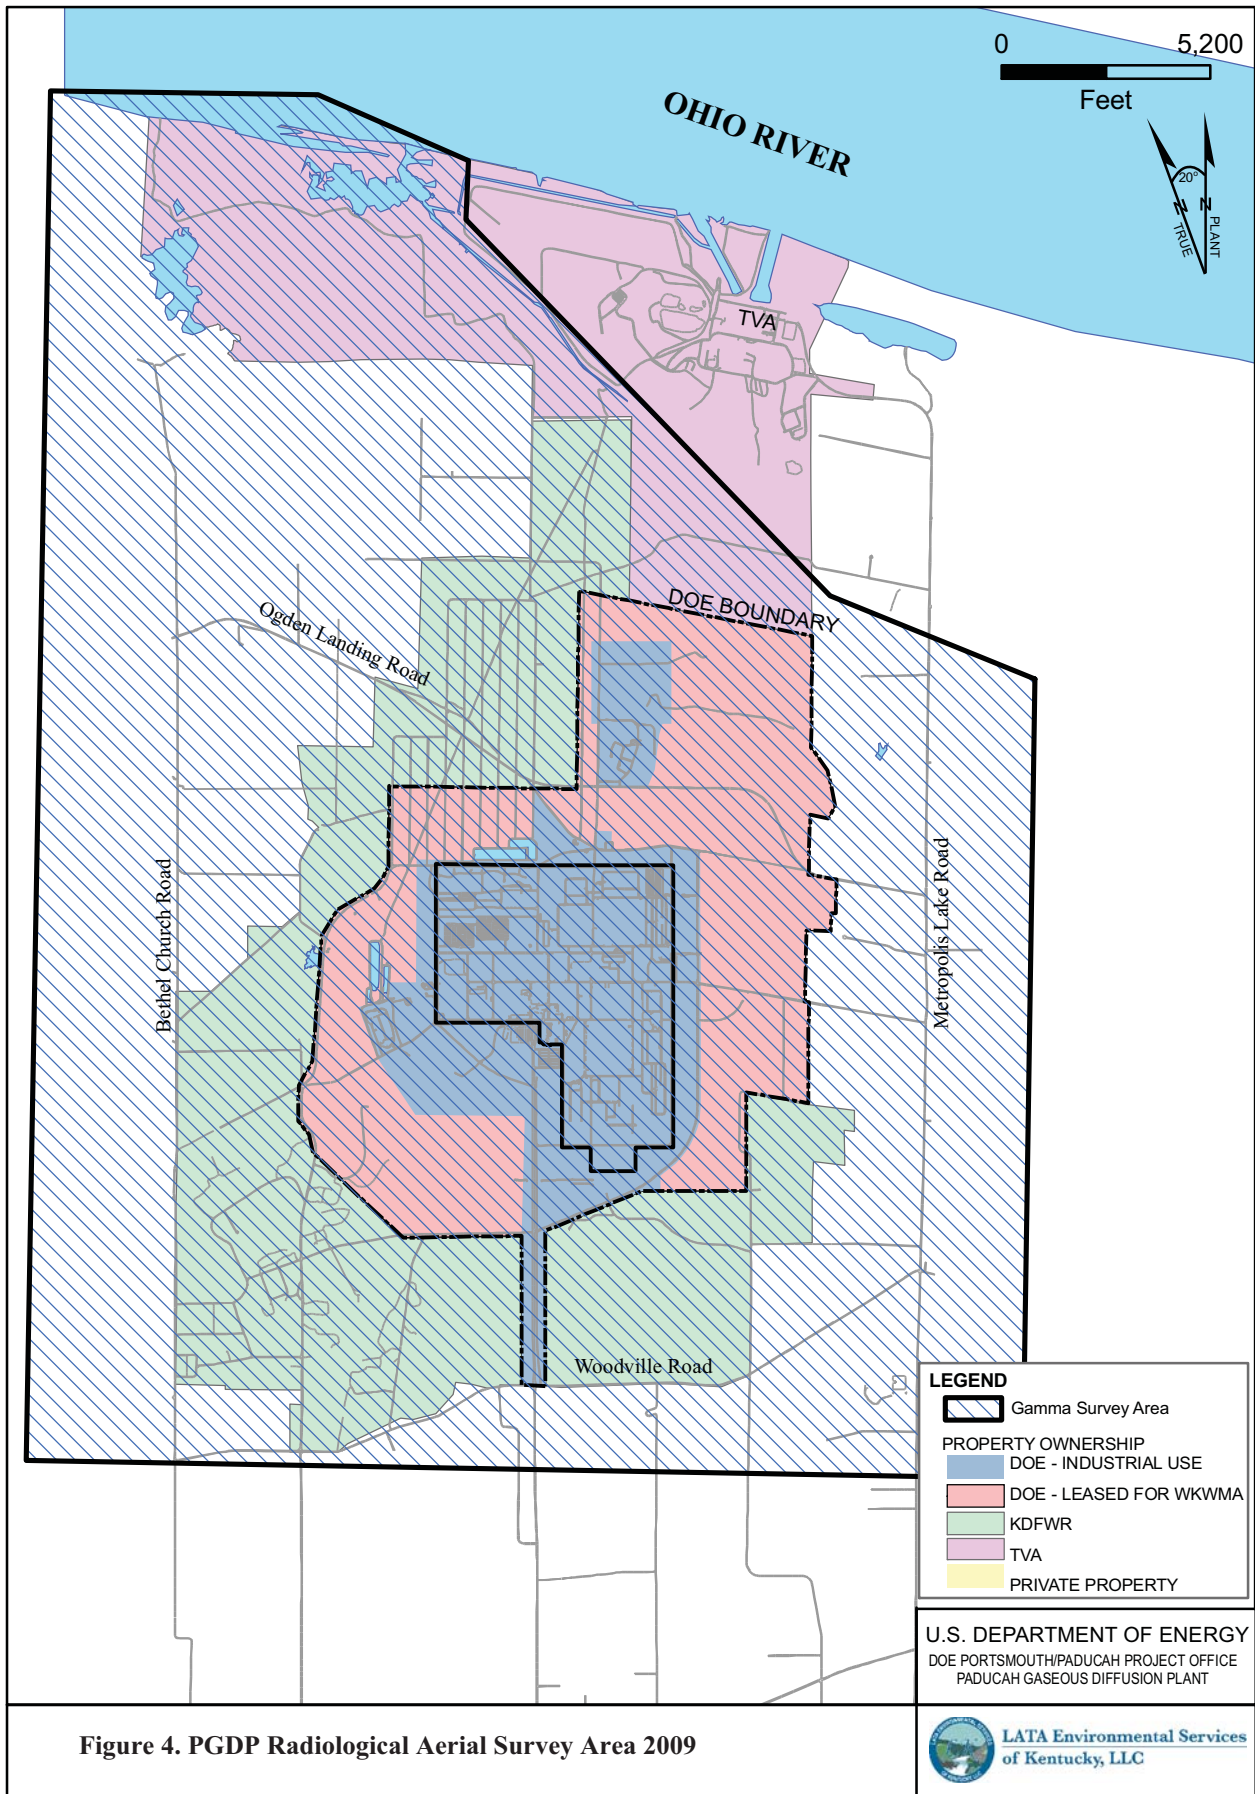 0 5,200
Feet
OHIO RIVER
20°
N N
TRUE
PLANT
TVA
DOE BOUNDARY
Ogden Landing Road
Bethel Church Road
Metropolis Lake Road
Woodville Road
LEGEND
Gamma Survey Area
PROPERTY OWNERSHIP
DOE - INDUSTRIAL USE
DOE - LEASED FOR WKWMA
KDFWR
TVA
PRIVATE PROPERTY
U.S. DEPARTMENT OF ENERGY
DOE PORTSMOUTH/PADUCAH PROJECT OFFICE
PADUCAH GASEOUS DIFFUSION PLANT
Figure 4. PGDP Radiological Aerial Survey Area 2009
LATA Environmental Services
of Kentucky, LLC